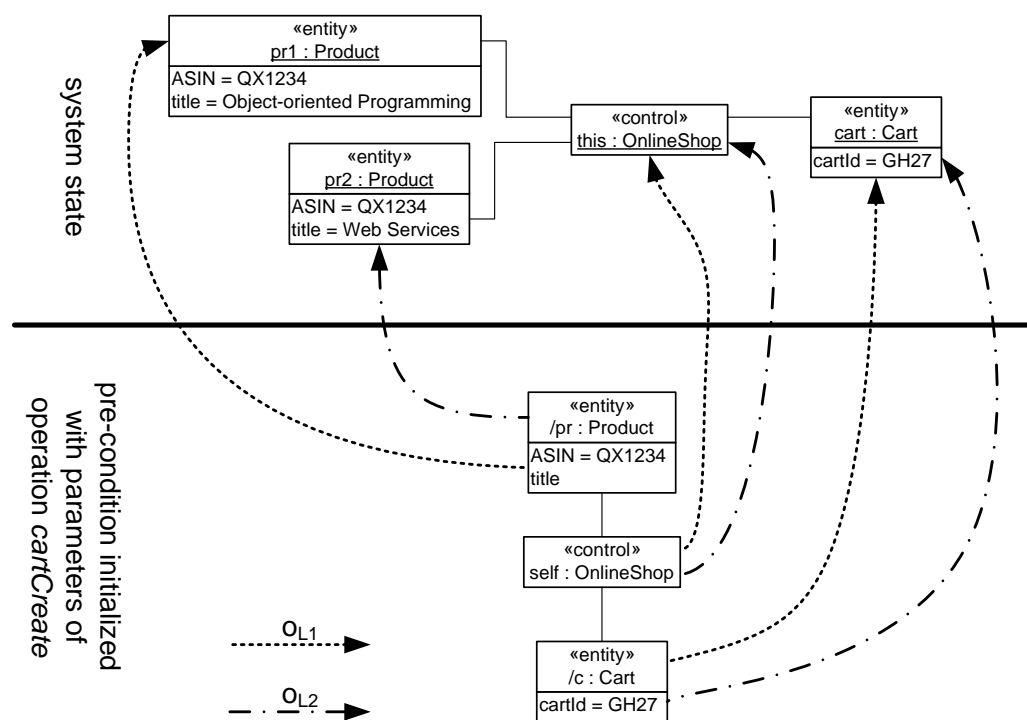 «entity»
pr1 : Product
ASIN = QX1234
title = Object-oriented Programming
«control»
this : OnlineShop
«entity»
cart : Cart
cartId = GH27
«entity»
pr2 : Product
ASIN = QX1234
title = Web Services
system state
pre-condition initialized
with parameters of
operation cartCreate
«entity»
/pr : Product
ASIN = QX1234
title
«control»
self : OnlineShop
«entity»
/c : Cart
cartId = GH27
oL1
oL2